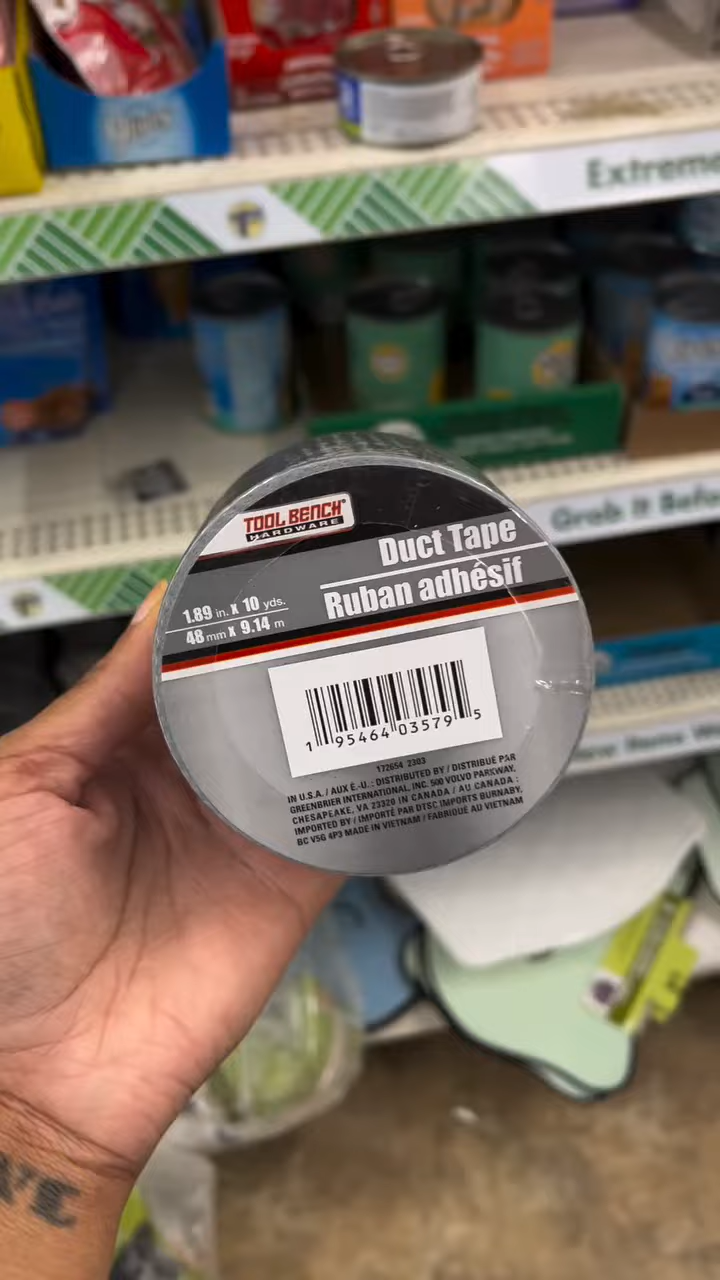 Extreme
TOOL BENCH
HARDWARE
Duct Tape
Ruban adhésif
1.89 in. x 10 yds.
48 mm x 9.14 m
1 95464 03579 5
172654 2303
IN U.S.A. / AUX É.-U. : DISTRIBUTED BY / DISTRIBUÉ PAR
GREENBRIER INTERNATIONAL, INC. 500 VOLVO PARKWAY,
CHESAPEAKE, VA 23320 IN CANADA / AU CANADA :
IMPORTED BY / IMPORTÉ PAR DTSC IMPORTS BURNABY,
BC V5G 4P3 MADE IN VIETNAM / FABRIQUÉ AU VIETNAM
Grab It Befo